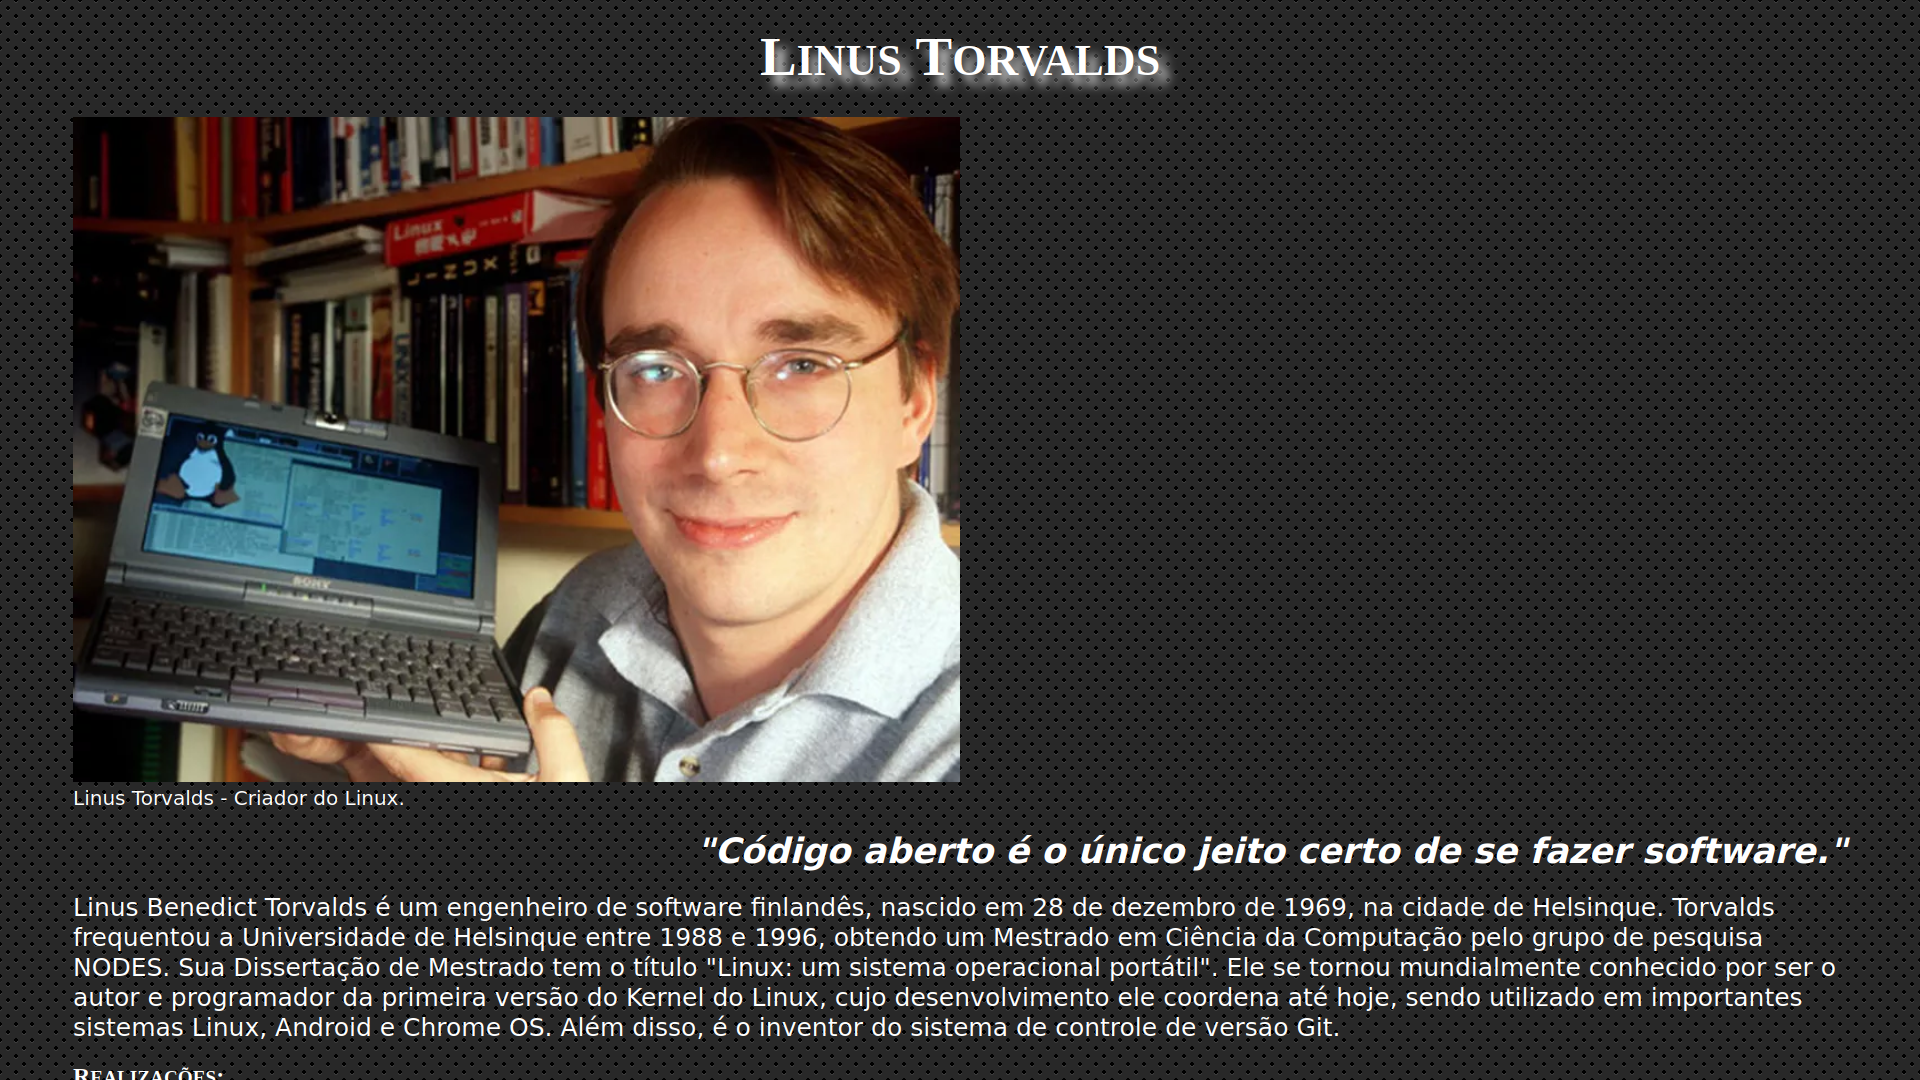 LINUS TORVALDS
Linux
LINUX
SONY
Linus Torvalds - Criador do Linux.
"Código aberto é o único jeito certo de se fazer software."
Linus Benedict Torvalds é um engenheiro de software finlandês, nascido em 28 de dezembro de 1969, na cidade de Helsinque. Torvalds
frequentou a Universidade de Helsinque entre 1988 e 1996, obtendo um Mestrado em Ciência da Computação pelo grupo de pesquisa
NODES. Sua Dissertação de Mestrado tem o título "Linux: um sistema operacional portátil". Ele se tornou mundialmente conhecido por ser o
autor e programador da primeira versão do Kernel do Linux, cujo desenvolvimento ele coordena até hoje, sendo utilizado em importantes
sistemas Linux, Android e Chrome OS. Além disso, é o inventor do sistema de controle de versão Git.
REALIZAÇÕES: